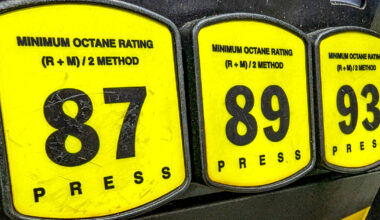 MINIMUM OCTANE RATING
(R + M) / 2 METHOD
87
PRESS
MINIMUM OCTANE RATING
(R + M) / 2 METHOD
89
PRESS
MINIMUM OCTANE RATING
(R + M) / 2 METHOD
93
PRESS